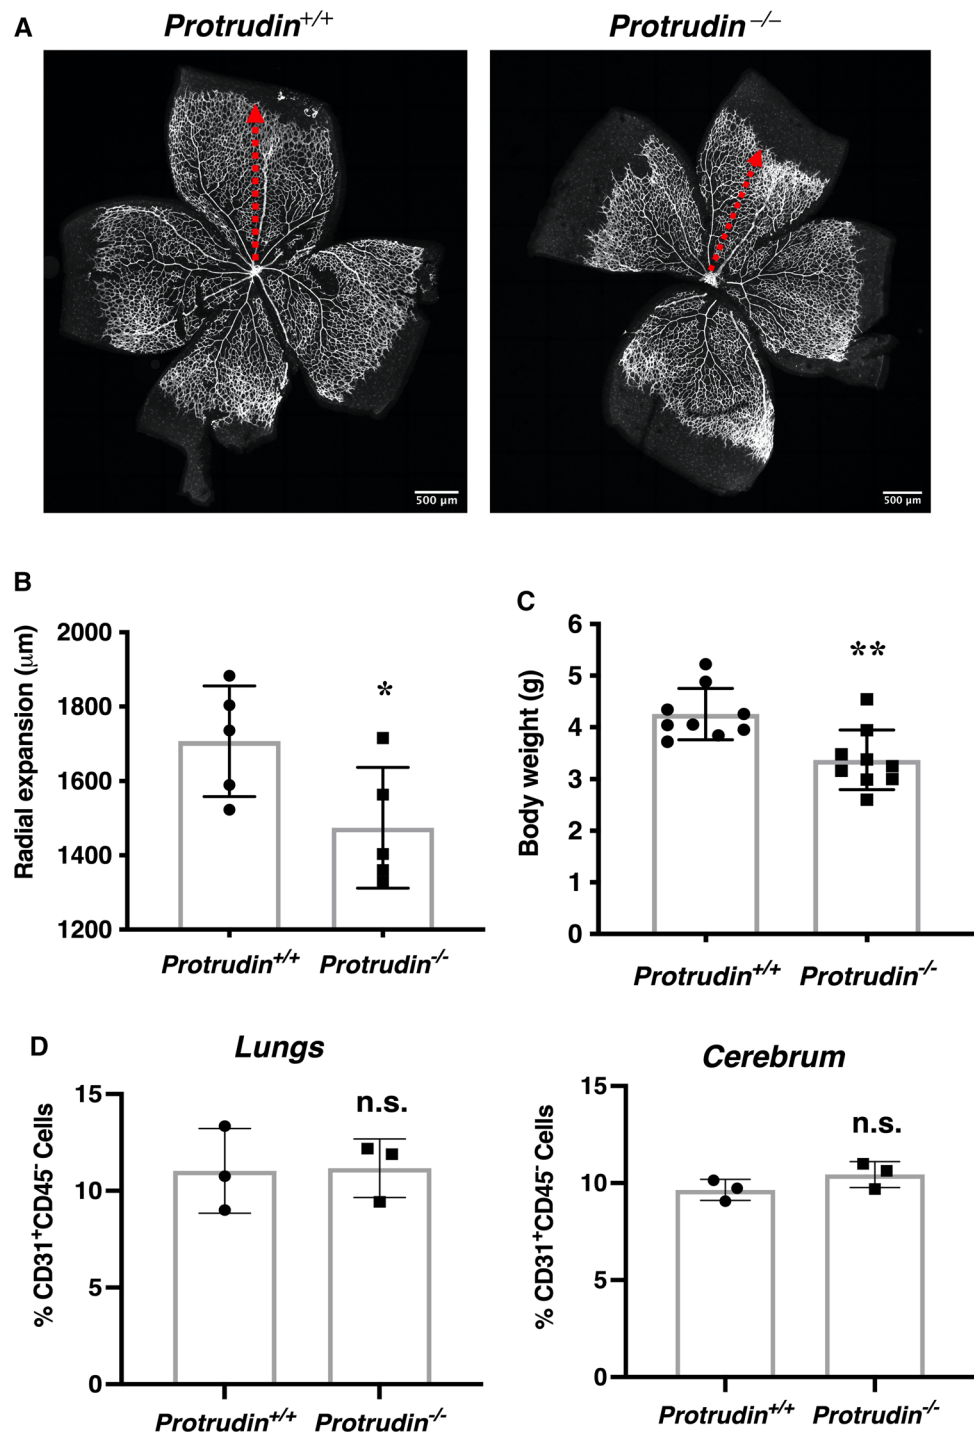 A
Protrudin+/+
Protrudin −/−
500 µm
500 µm
B
Radial expansion (µm)
2000
1800
1600
1400
1200
*
Protrudin+/+
Protrudin-/-
C
Body weight (g)
6
5
4
3
2
1
0
**
Protrudin+/+
Protrudin-/-
D
Lungs
% CD31+CD45- Cells
15
10
5
0
n.s.
Protrudin+/+
Protrudin-/-
Cerebrum
% CD31+CD45- Cells
15
10
5
0
n.s.
Protrudin+/+
Protrudin-/-